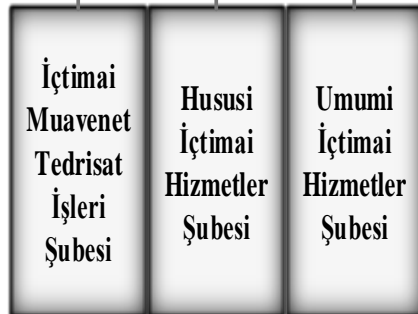 İçtimai
Muavenet
Tedrisat
İşleri
Şubesi
Hususi
İçtimai
Hizmetler
Şubesi
Umumi
İçtimai
Hizmetler
Şubesi